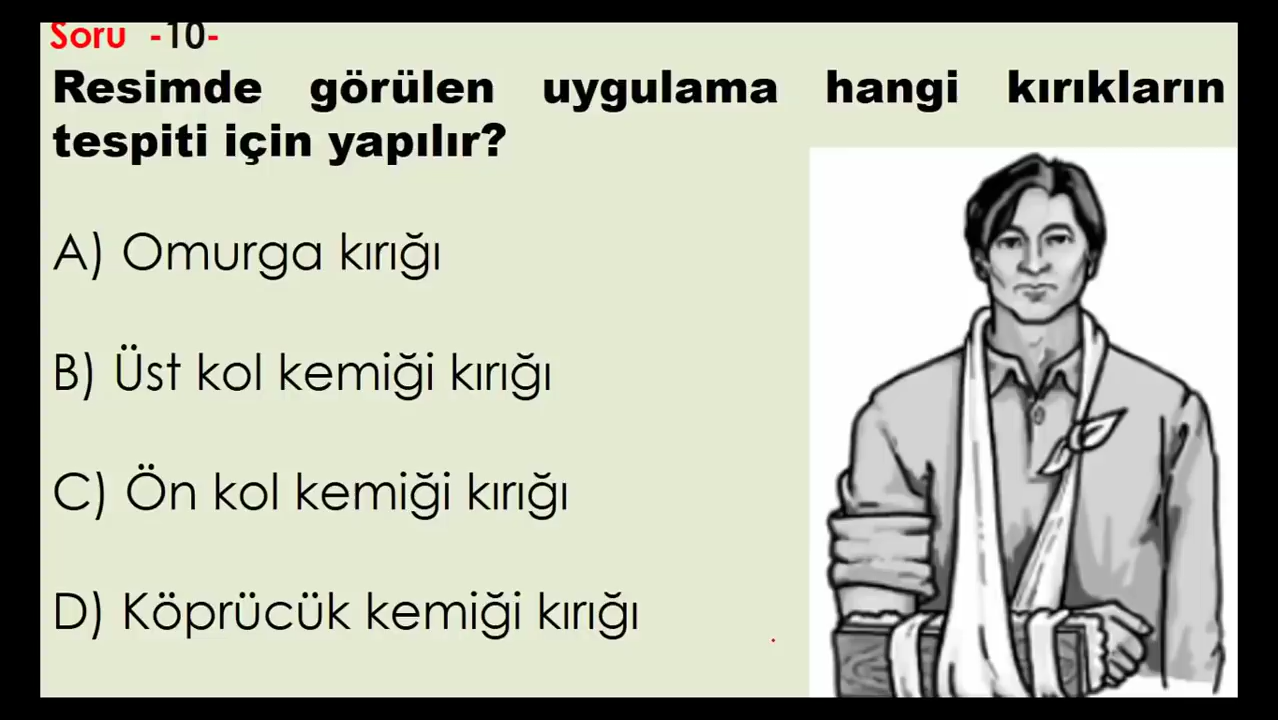 Soru -10-
Resimde görülen uygulama hangi kırıkların
tespiti için yapılır?
A) Omurga kırığı
B) Üst kol kemiği kırığı
C) Ön kol kemiği kırığı
D) Köprücük kemiği kırığı